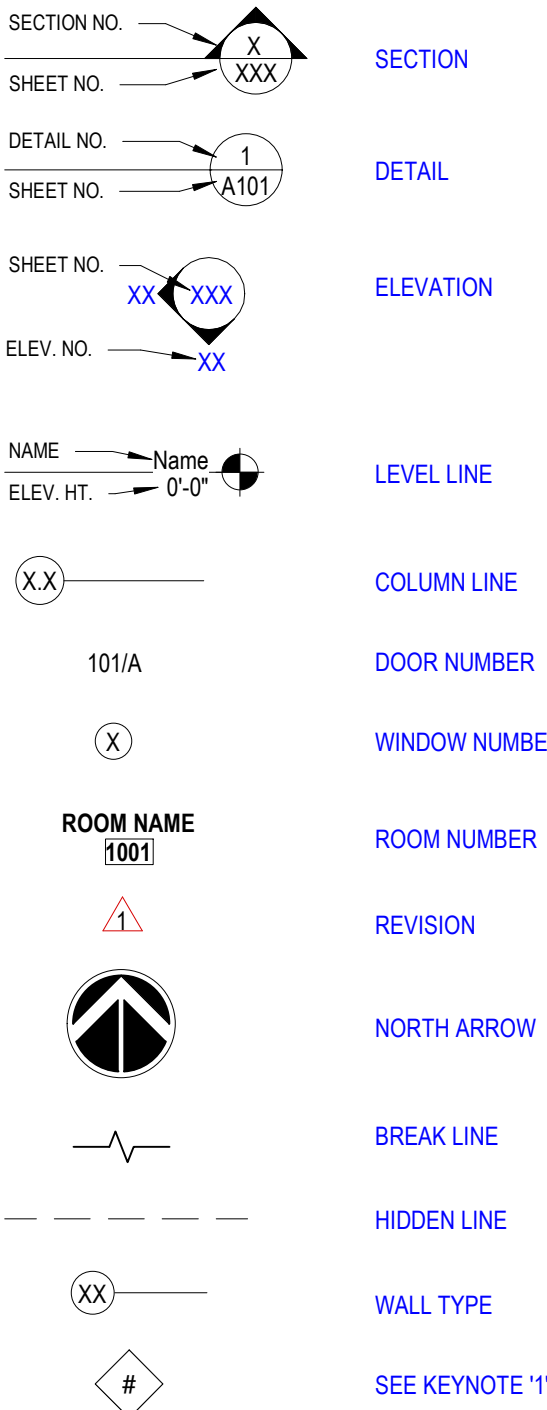 SECTION NO.
X
SECTION
XXX
SHEET NO.
DETAIL NO.
1
DETAIL
SHEET NO.
A101
SHEET NO.
XX
XXX
ELEVATION
ELEV. NO.
XX
NAME
Name
LEVEL LINE
ELEV. HT.
0'-0"
X.X
COLUMN LINE
101/A
DOOR NUMBER
X
WINDOW NUMBE
ROOM NAME
1001
ROOM NUMBER
1
REVISION
NORTH ARROW
BREAK LINE
HIDDEN LINE
XX
WALL TYPE
#
SEE KEYNOTE '1'